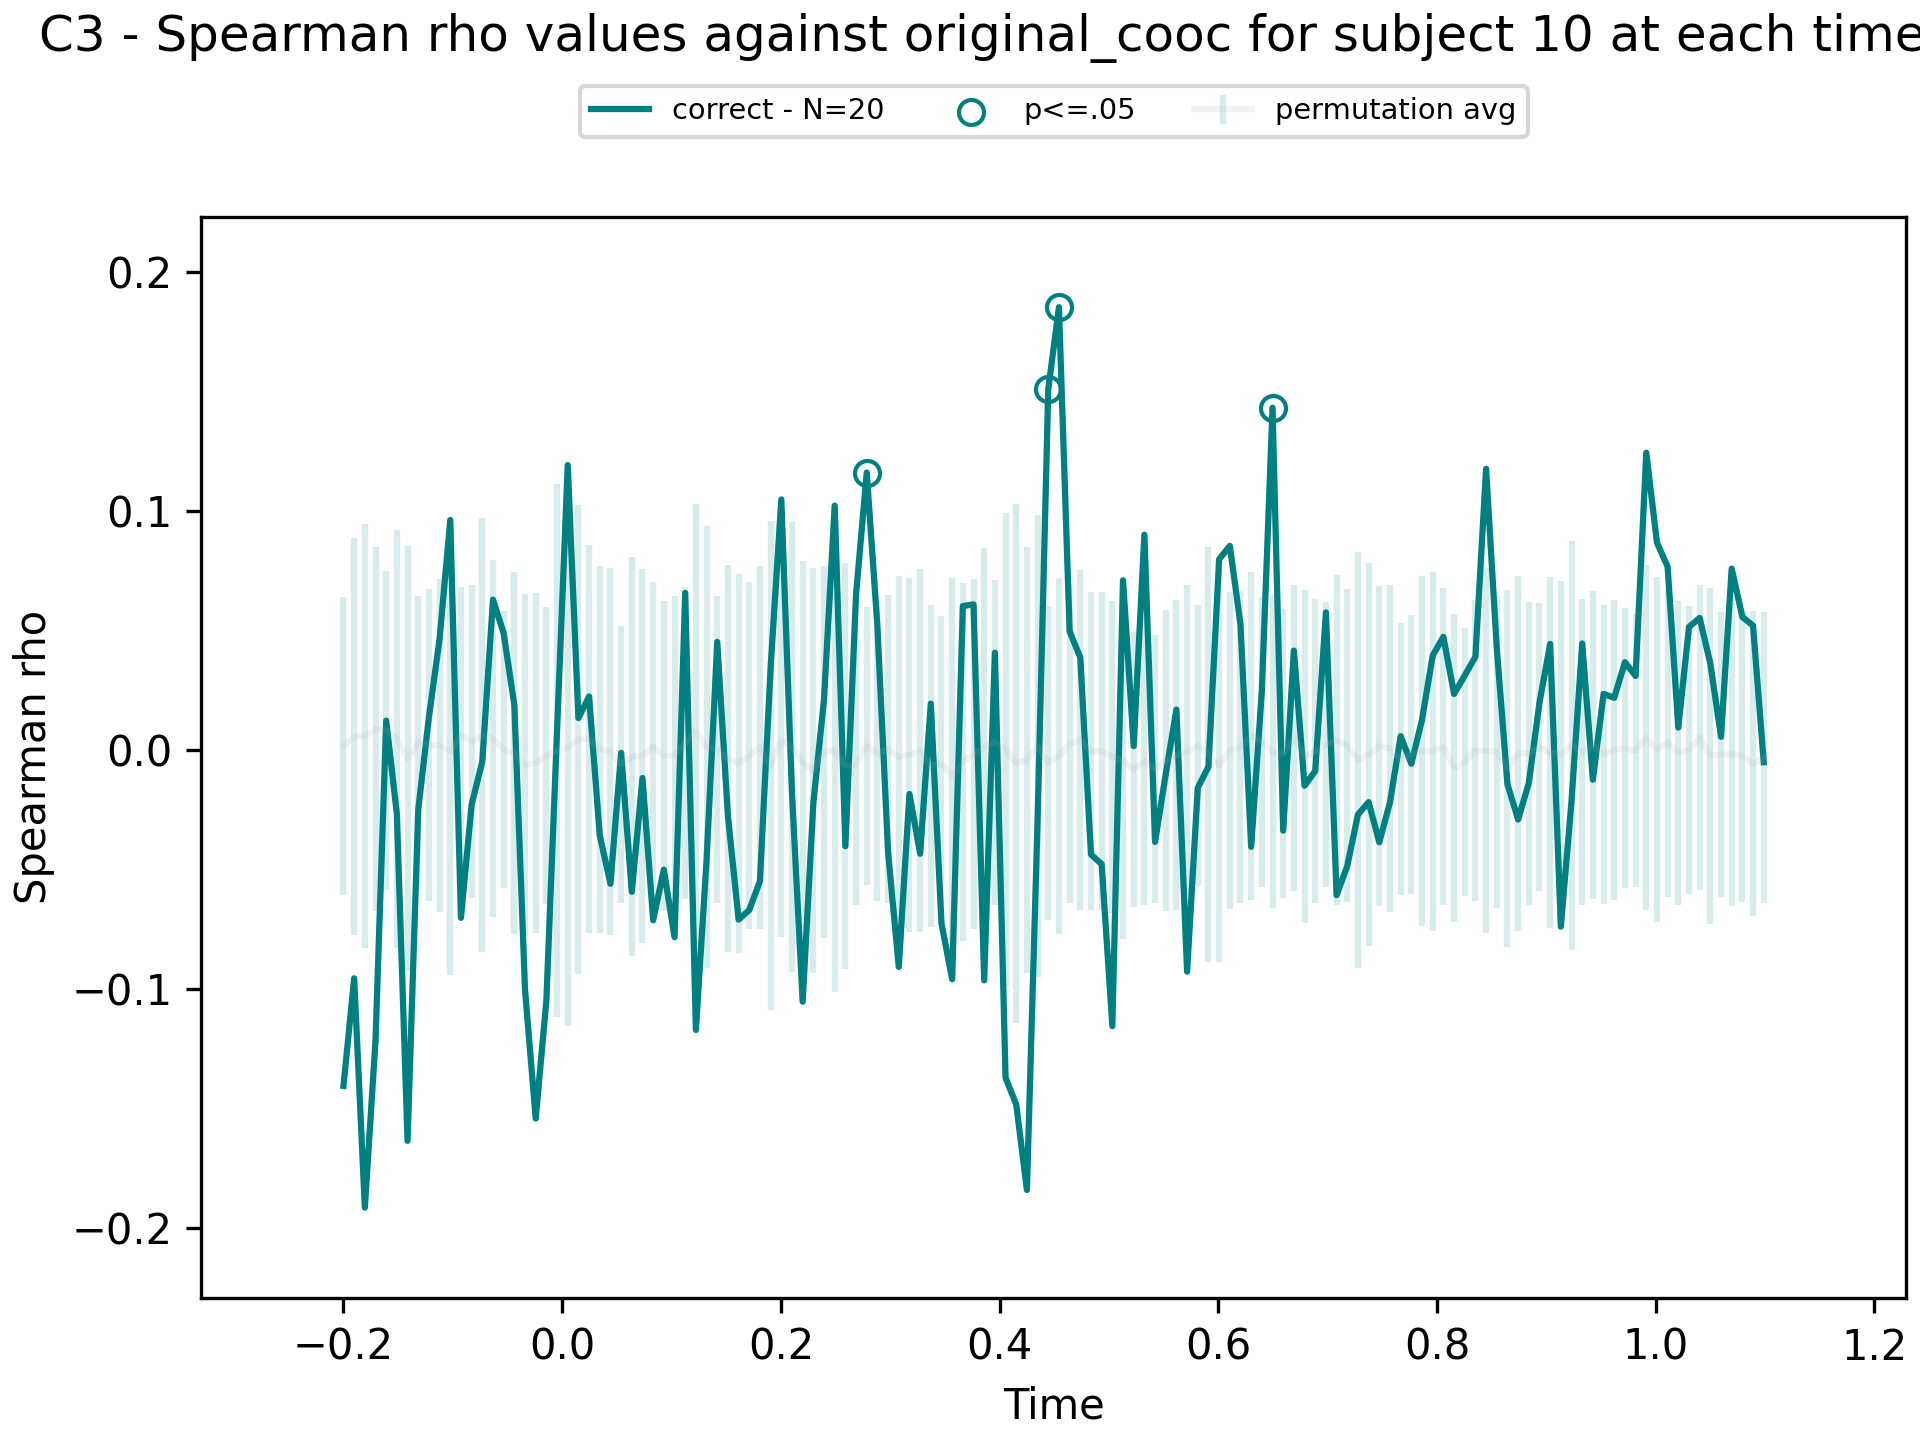 C3 - Spearman rho values against original_cooc for subject 10 at each time
correct - N=20 p<=.05 permutation avg
Spearman rho
0.2
0.1
0.0
−0.1
−0.2
−0.2 0.0 0.2 0.4 0.6 0.8 1.0 1.2
Time